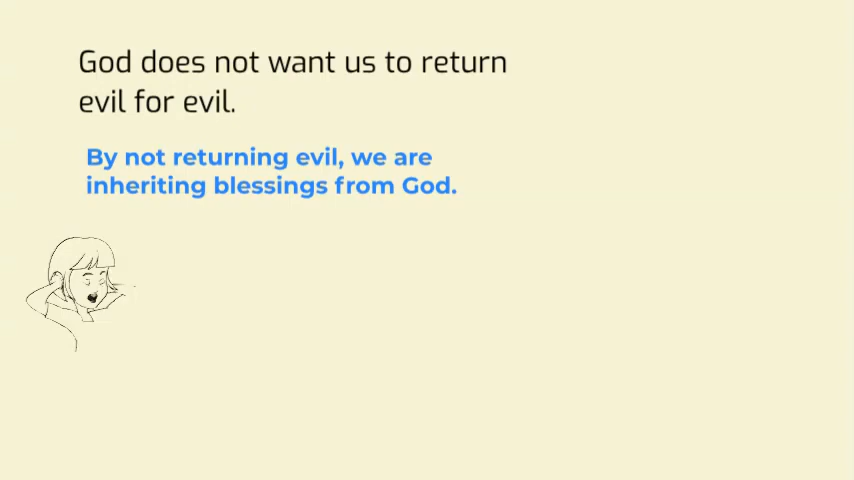 God does not want us to return
evil for evil.
By not returning evil, we are
inheriting blessings from God.